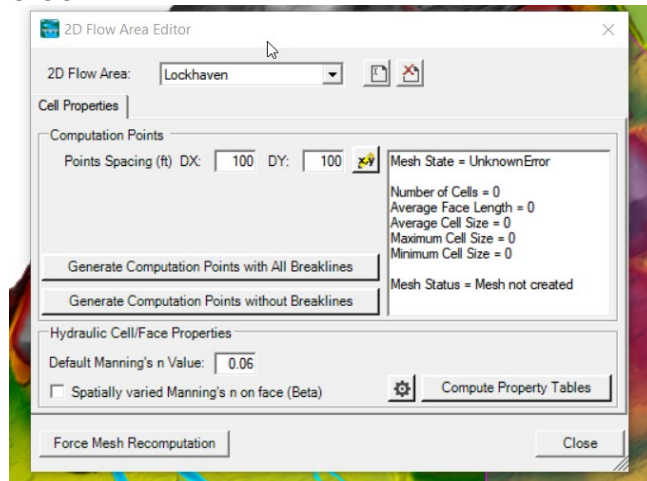 2D Flow Area Editor
2D Flow Area: Lockhaven
Cell Properties
Computation Points
Points Spacing (ft) DX: 100 DY: 100 x-y
Mesh State = UnknownError
Number of Cells = 0
Average Face Length = 0
Average Cell Size = 0
Maximum Cell Size = 0
Minimum Cell Size = 0
Mesh Status = Mesh not created
Generate Computation Points with All Breaklines
Generate Computation Points without Breaklines
Hydraulic Cell/Face Properties
Default Manning's n Value: 0.06
Spatially varied Manning's n on face (Beta)
Compute Property Tables
Force Mesh Recomputation
Close